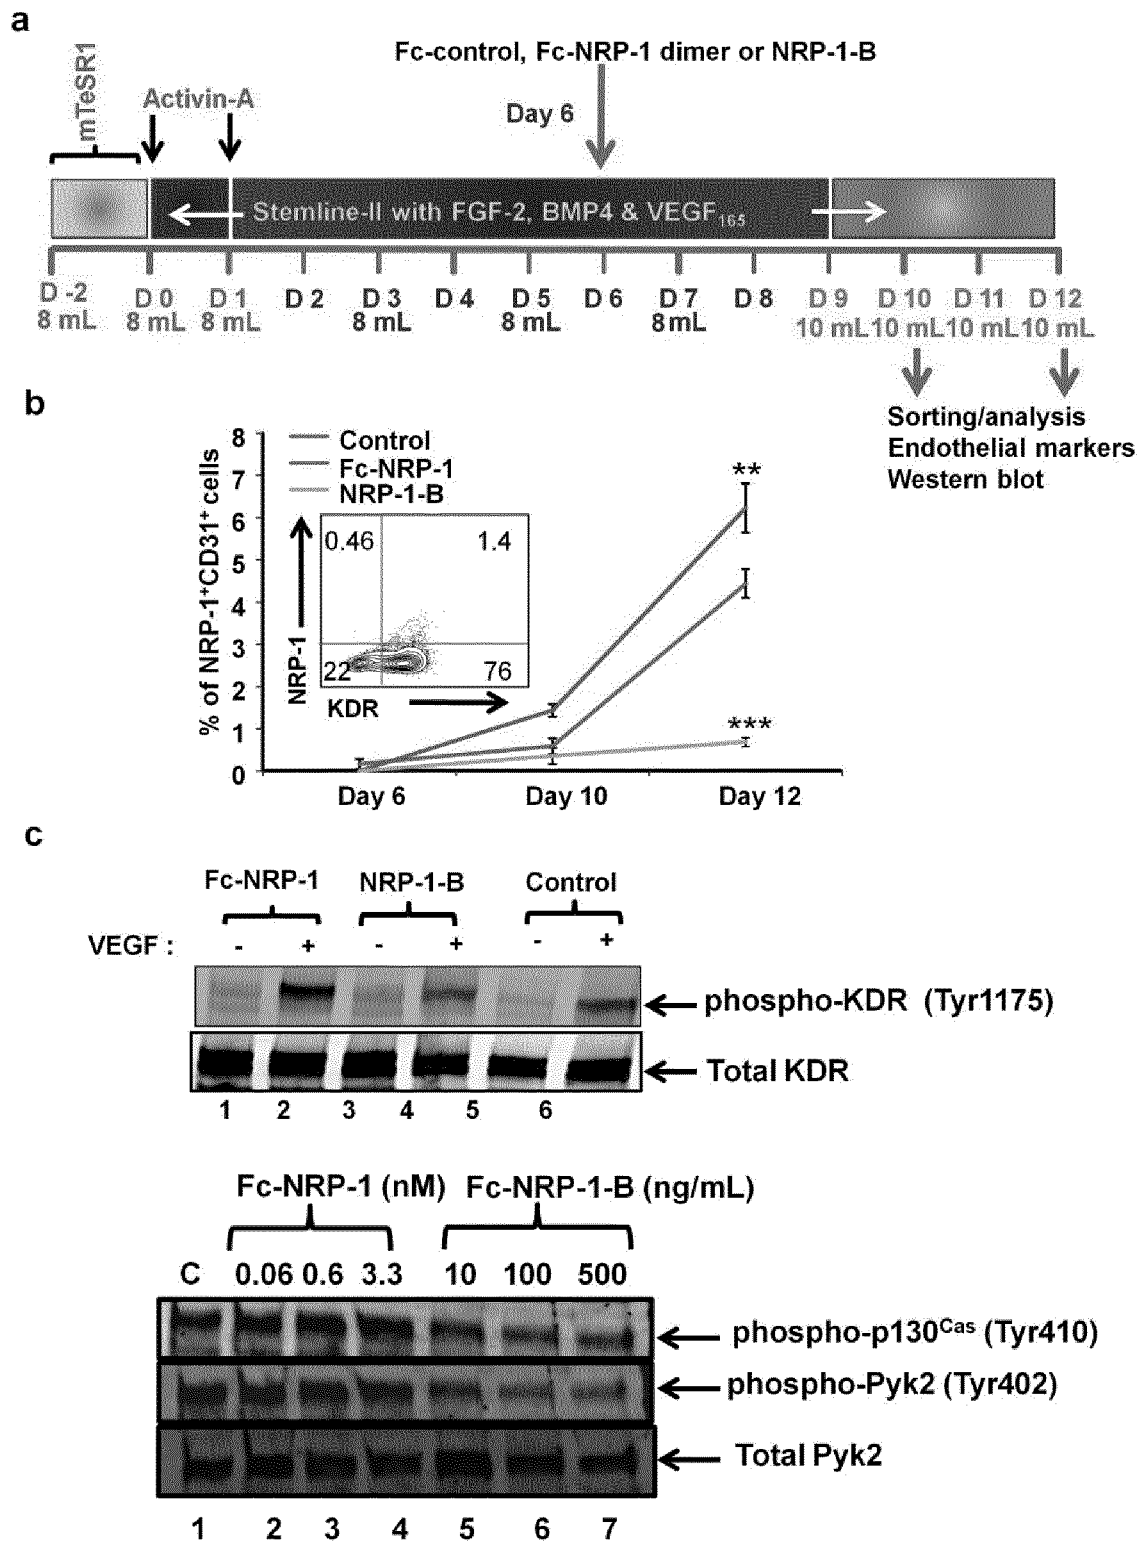 a
Fc-control, Fc-NRP-1 dimer or NRP-1-B
mTeSR1
Activin-A
Day 6
Stemline-II with FGF-2, BMP4 & VEGF165
D -2 D 0 D 1 D 2 D 3 D 4 D 5 D 6 D 7 D 8 D 9 D 10 D 11 D 12
8 mL 8 mL 8 mL 8 mL 8 mL 8 mL 10 mL 10 mL 10 mL 10 mL
Sorting/analysis
Endothelial markers
Western blot
b
% of NRP-1+CD31+ cells
8
7
6
5
4
3
2
1
0
Control
Fc-NRP-1
NRP-1-B
0.46 1.4
22 76
NRP-1
KDR
**
***
Day 6 Day 10 Day 12
c
Fc-NRP-1 NRP-1-B Control
VEGF : - + - + - +
phospho-KDR (Tyr1175)
Total KDR
1 2 3 4 5 6
Fc-NRP-1 (nM) Fc-NRP-1-B (ng/mL)
C 0.06 0.6 3.3 10 100 500
phospho-p130Cas (Tyr410)
phospho-Pyk2 (Tyr402)
Total Pyk2
1 2 3 4 5 6 7